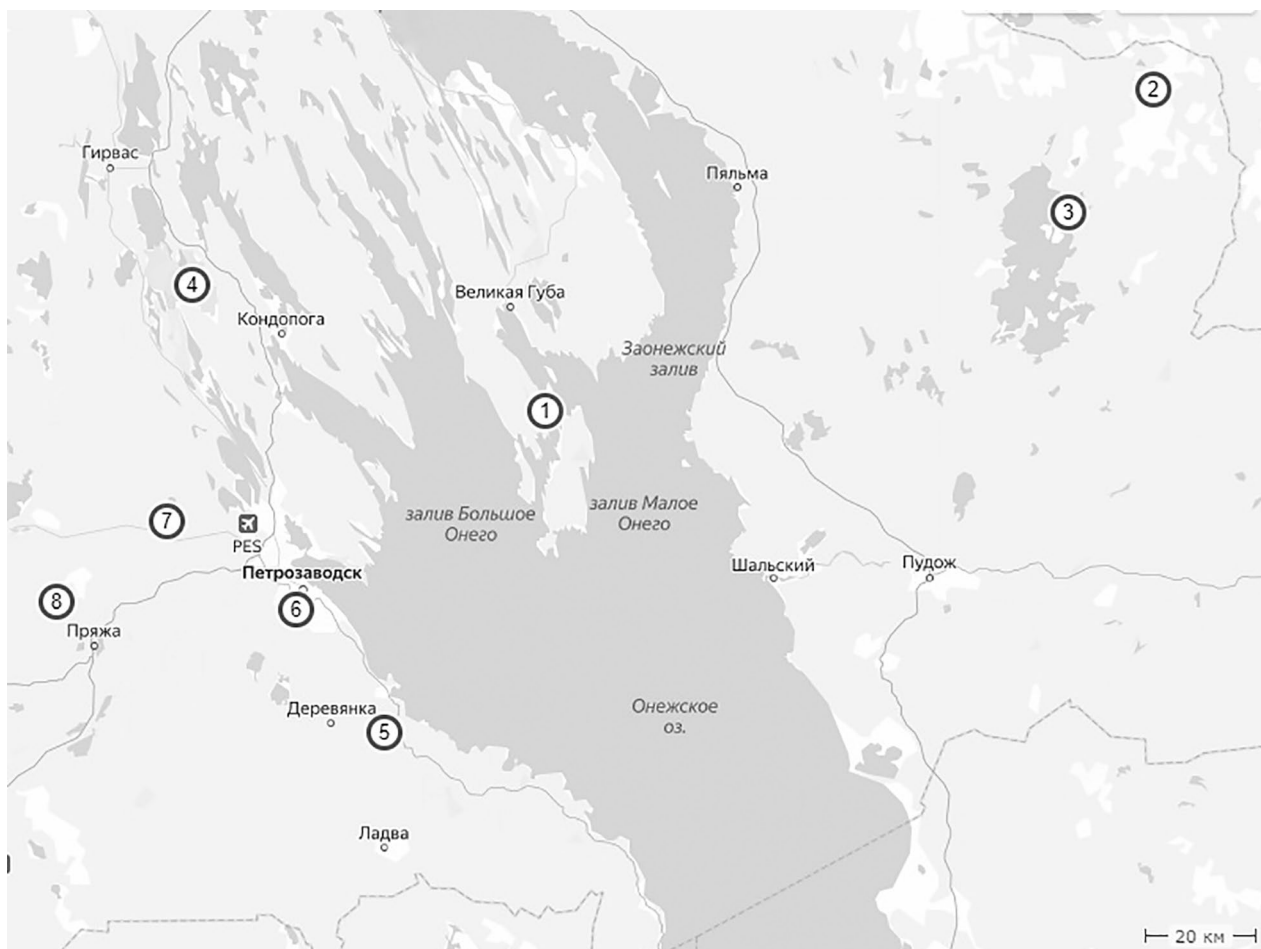 2
Гирвас
Пяльма
3
4
Великая Губа
Кондопога
Заонежский
залив
1
залив Большое
Онего
залив Малое
Онего
7
PES
Петрозаводск
Шальский
Пудож
8
6
Пряжа
Деревянка
5
Онежское
оз.
Ладва
20 км